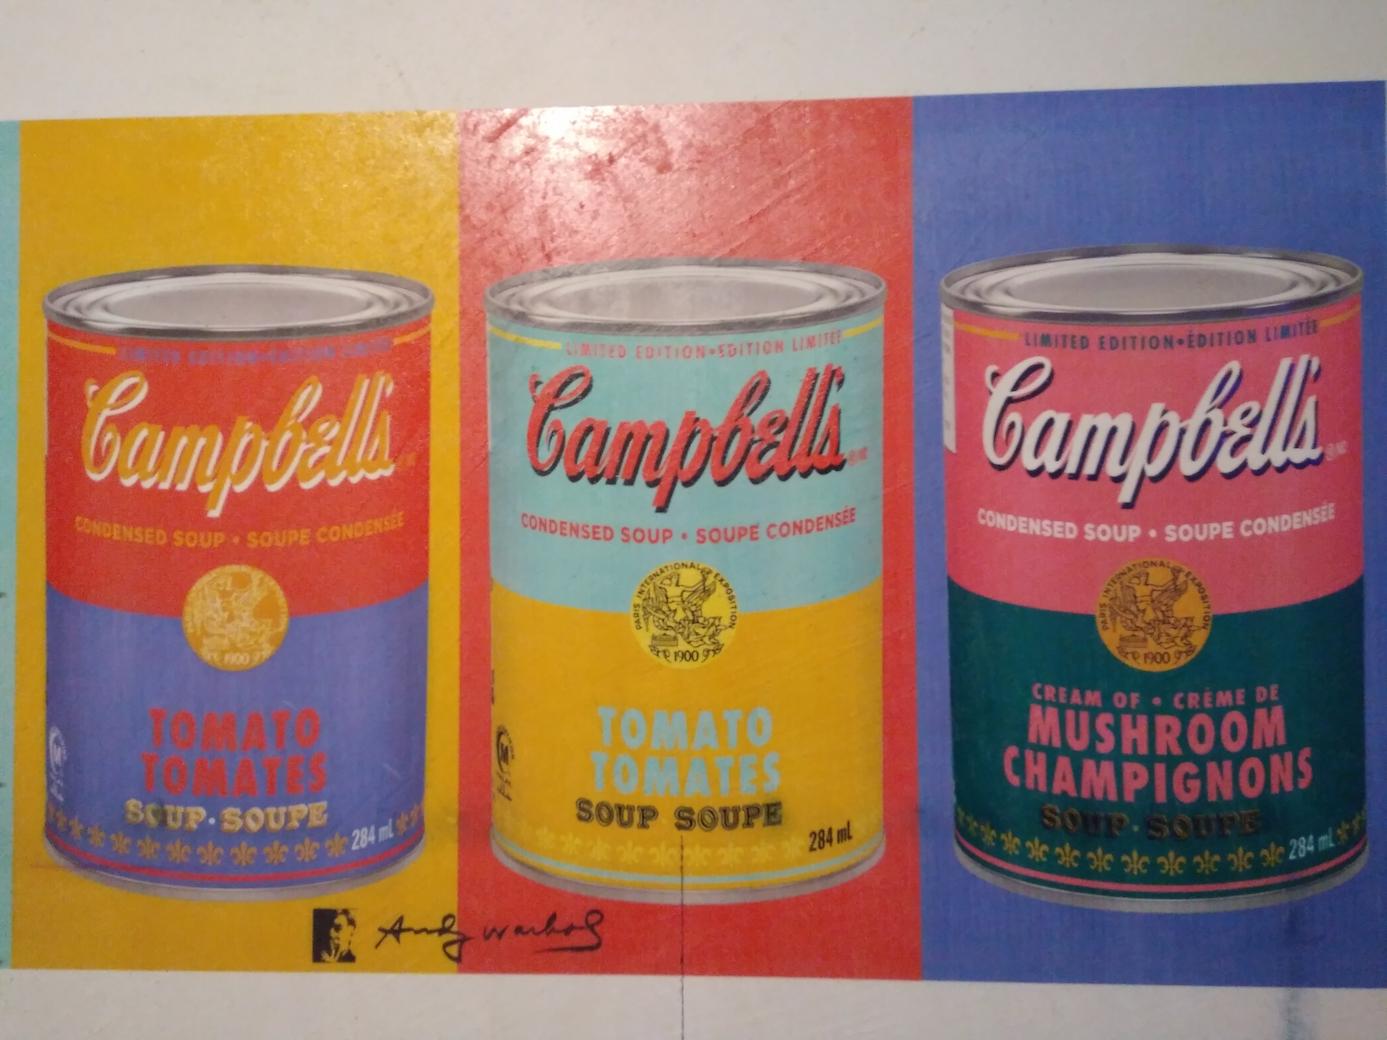 LIMITED EDITION•ÉDITION LIMITÉE
Campbell's
CONDENSED SOUP • SOUPE CONDENSÉE
1900
TOMATO
TOMATES
SOUP•SOUPE
284 mL
LIMITED EDITION•ÉDITION LIMITÉE
Campbell's
CONDENSED SOUP • SOUPE CONDENSÉE
PARIS INTERNATIONAL EXPOSITION
1900
TOMATO
TOMATES
SOUP SOUPE
284 mL
LIMITED EDITION•ÉDITION LIMITÉE
Campbell's
CONDENSED SOUP • SOUPE CONDENSÉE
PARIS INTERNATIONAL EXPOSITION
1900
CREAM OF • CRÈME DE
MUSHROOM
CHAMPIGNONS
SOUP•SOUPE
284 mL
Andy Warhol